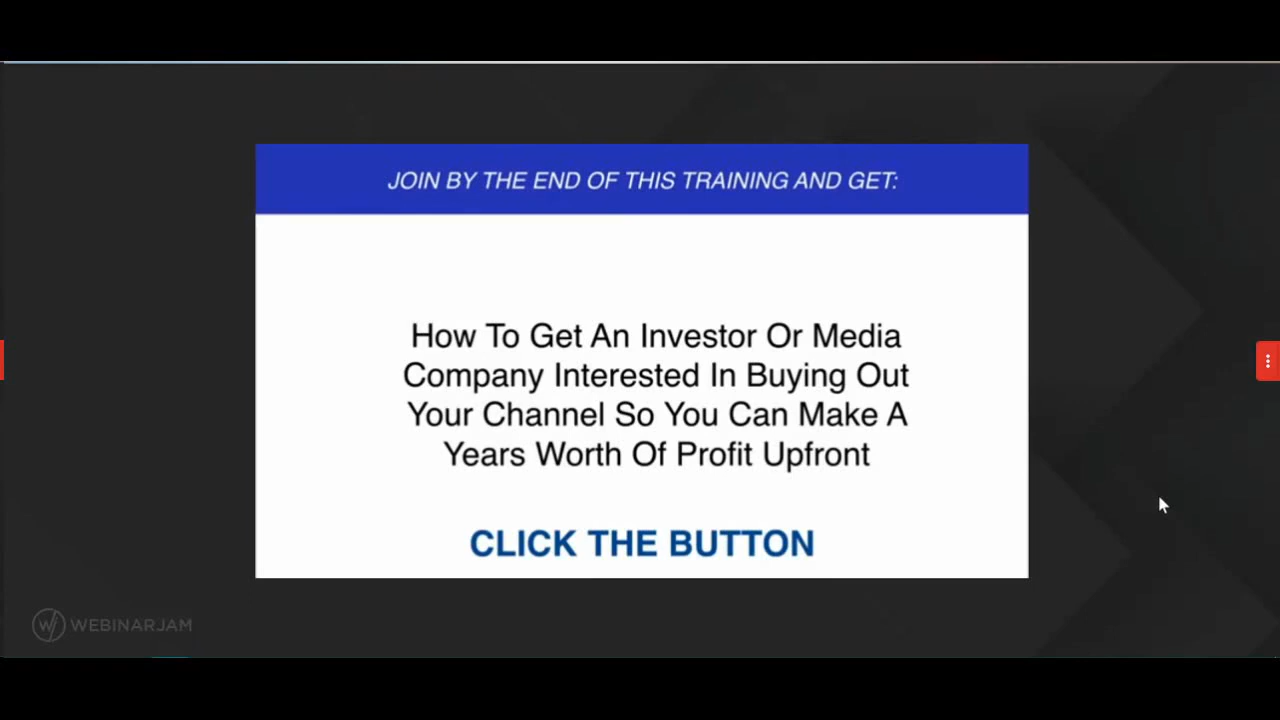 JOIN BY THE END OF THIS TRAINING AND GET:
How To Get An Investor Or Media
Company Interested In Buying Out
Your Channel So You Can Make A
Years Worth Of Profit Upfront
CLICK THE BUTTON
WEBINARJAM